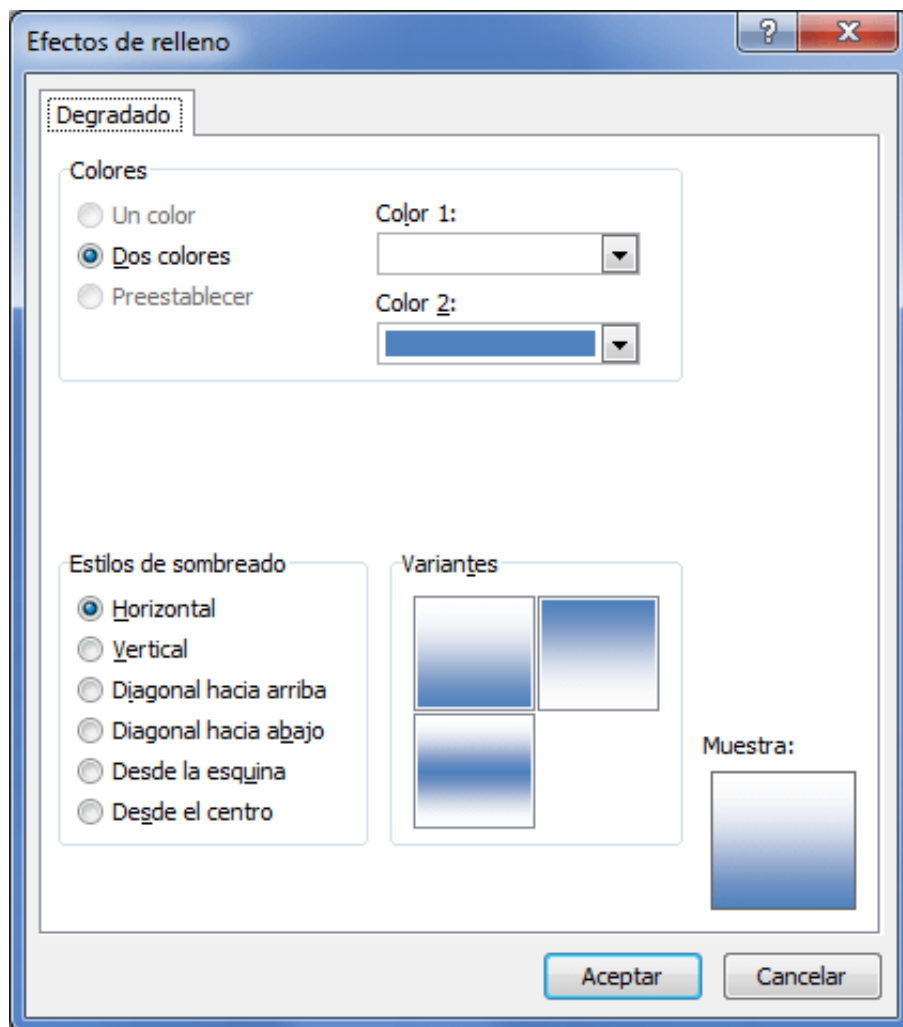 Efectos de relleno
?
Degradado
Colores
Un color
Dos colores
Preestablecer
Color 1:
Color 2:
Estilos de sombreado
Horizontal
Vertical
Diagonal hacia arriba
Diagonal hacia abajo
Desde la esquina
Desde el centro
Variantes
Muestra:
Aceptar
Cancelar